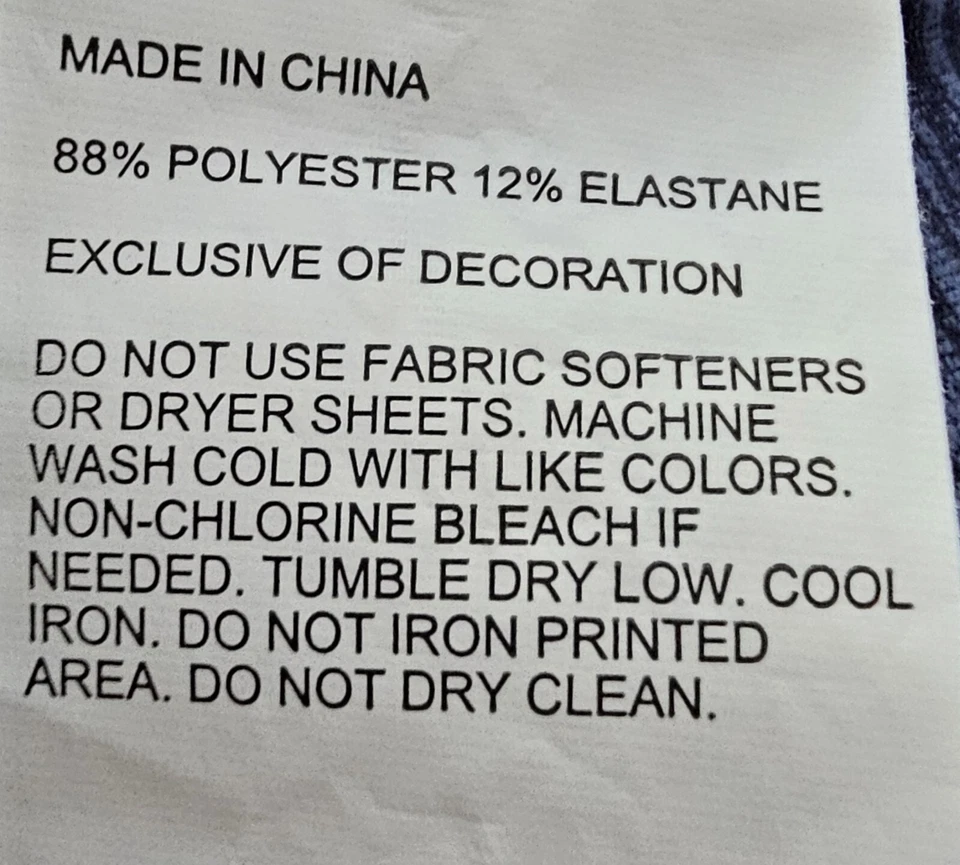 MADE IN CHINA
88% POLYESTER 12% ELASTANE
EXCLUSIVE OF DECORATION
DO NOT USE FABRIC SOFTENERS
OR DRYER SHEETS. MACHINE
WASH COLD WITH LIKE COLORS.
NON-CHLORINE BLEACH IF
NEEDED. TUMBLE DRY LOW. COOL
IRON. DO NOT IRON PRINTED
AREA. DO NOT DRY CLEAN.